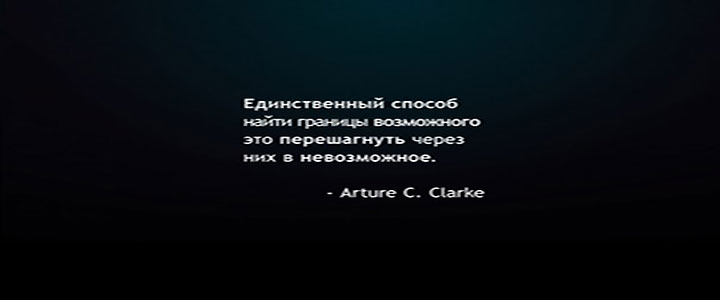 Единственный способ
найти границы возможного
это перешагнуть через
них в невозможное.
- Arture C. Clarke